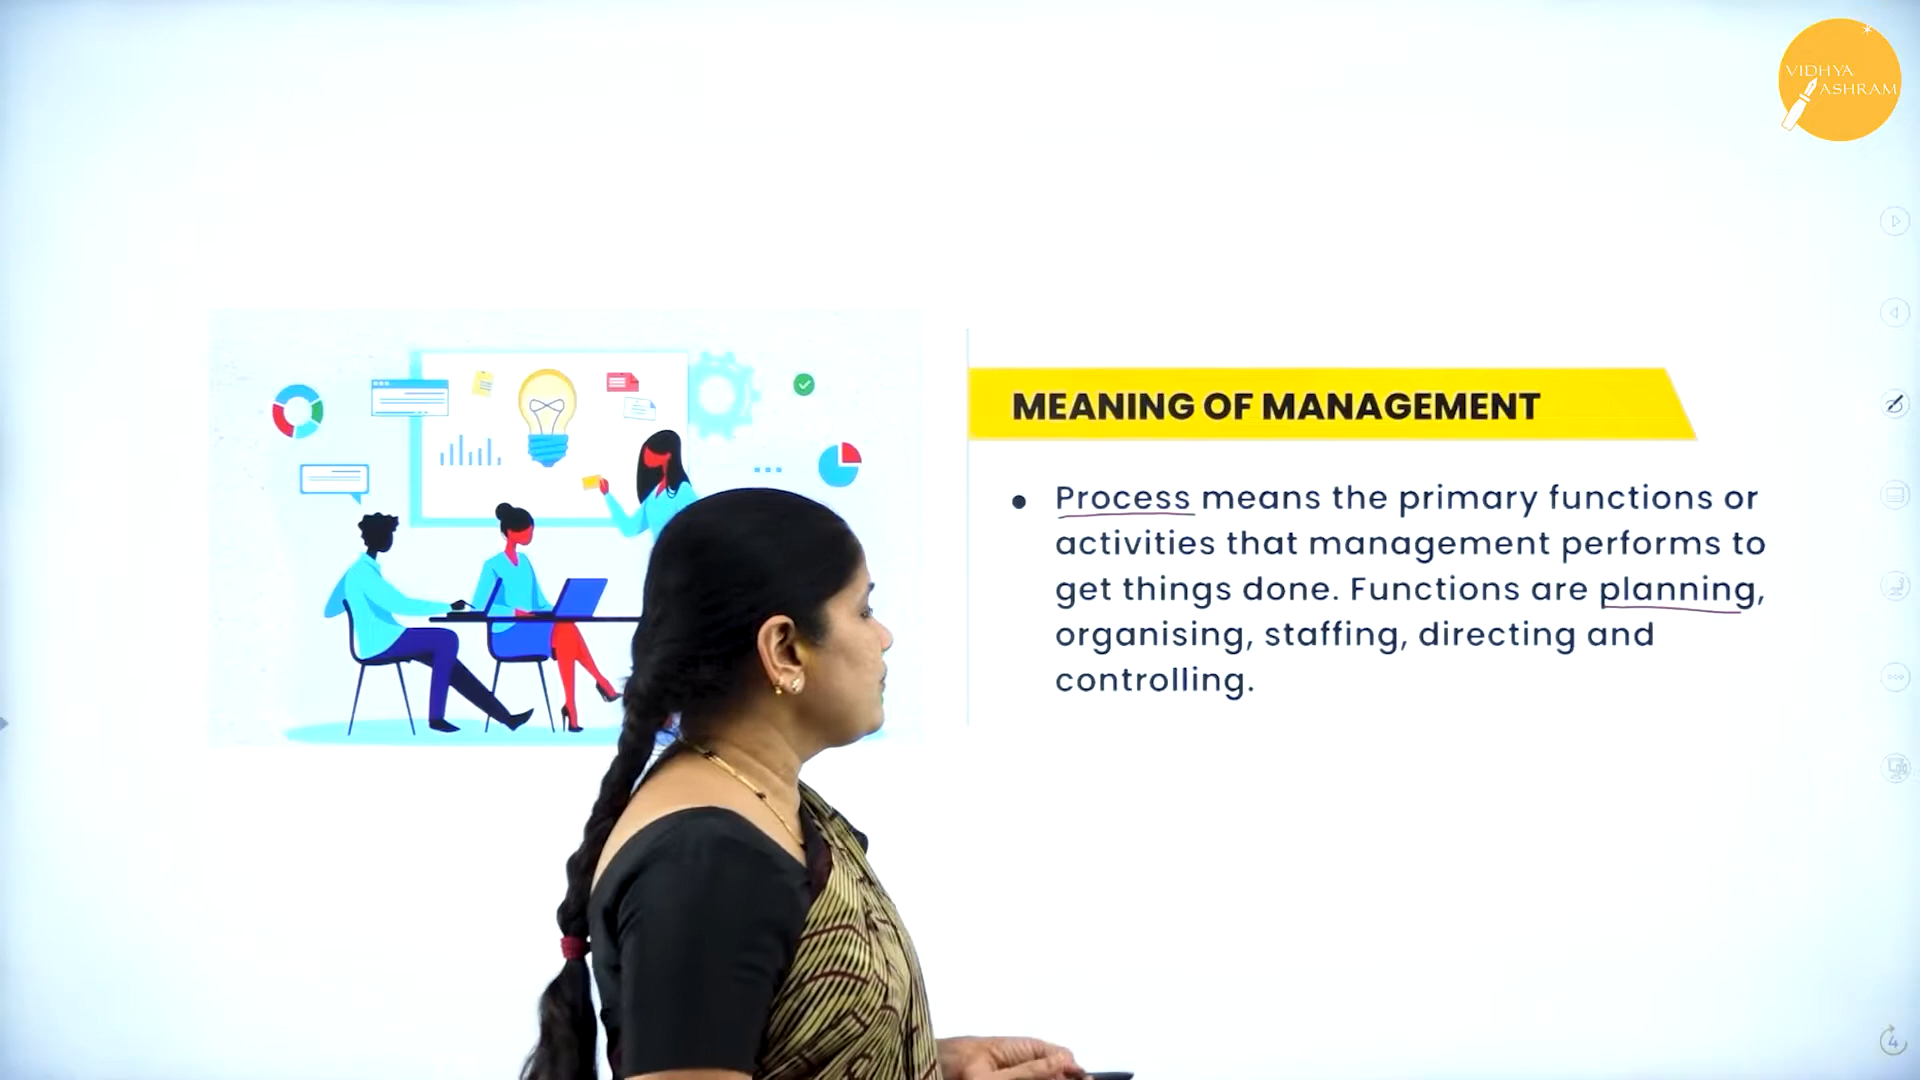 VIDHYA
ASHRAM
MEANING OF MANAGEMENT
• Process means the primary functions or
activities that management performs to
get things done. Functions are planning,
organising, staffing, directing and
controlling.
4